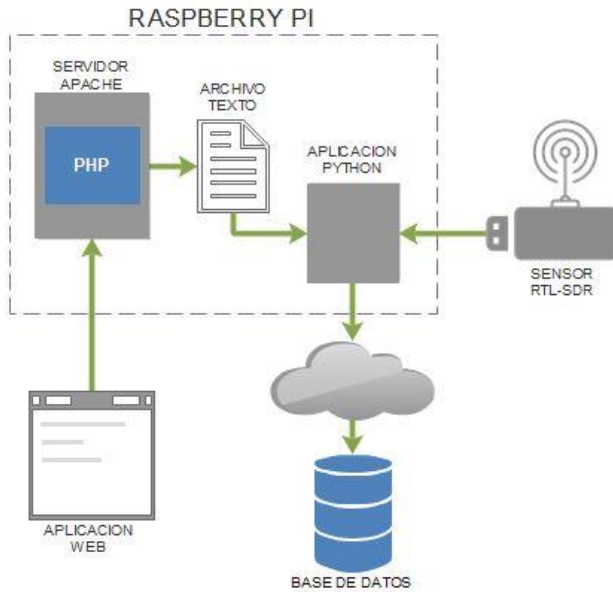 RASPBERRY PI
SERVIDOR
APACHE
PHP
ARCHIVO
TEXTO
APLICACION
PYTHON
SENSOR
RTL-SDR
APLICACION
WEB
BASE DE DATOS